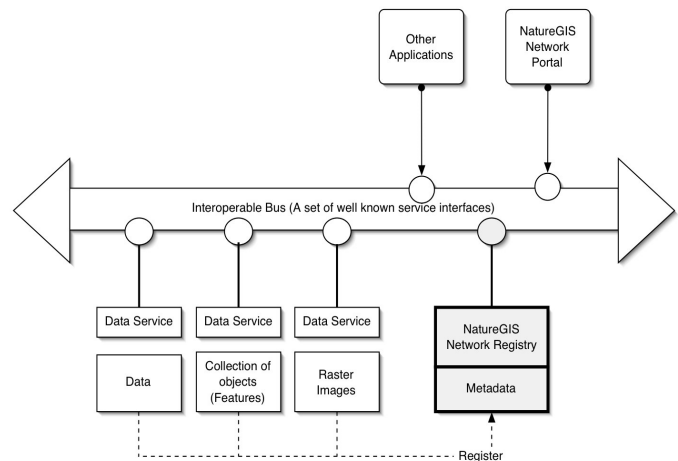 Other
Applications
NatureGIS
Network
Portal
Interoperable Bus (A set of well known service interfaces)
Data Service
Data Service
Data Service
NatureGIS
Network Registry
Data
Collection of
objects
(Features)
Raster
Images
Metadata
Register